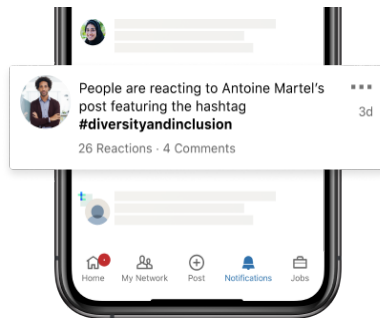 People are reacting to Antoine Martel's
post featuring the hashtag
#diversityandinclusion
3d
26 Reactions · 4 Comments
Home
My Network
Post
Notifications
Jobs